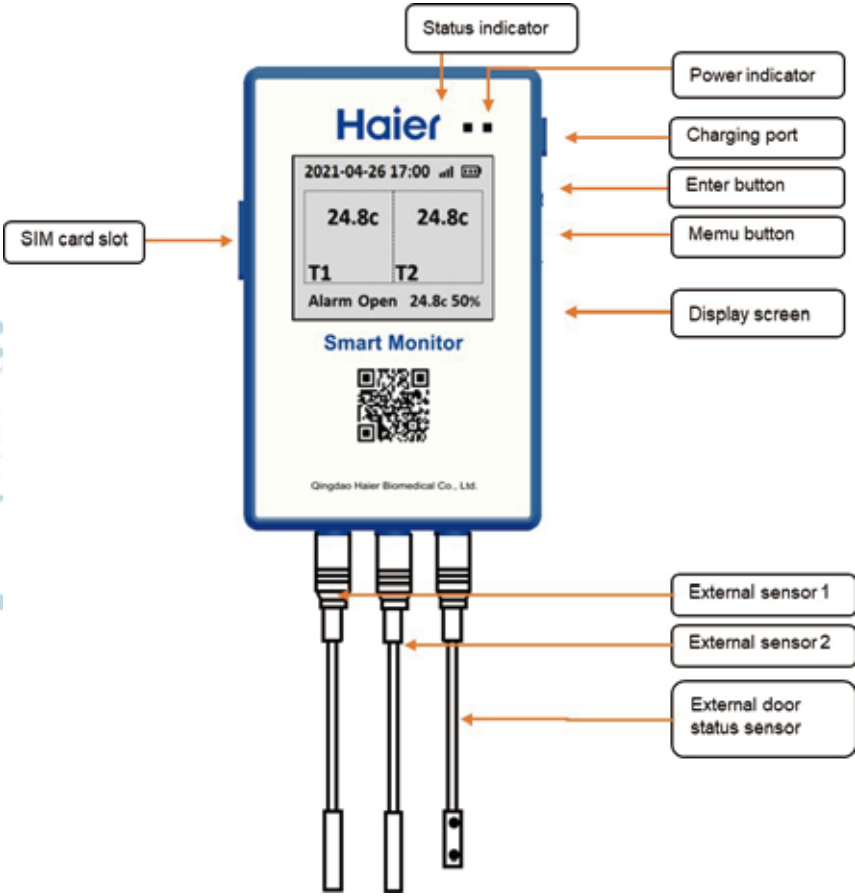 Status indicator
Power indicator
Haier
Charging port
2021-04-26 17:00
Enter button
24.8c 24.8c
SIM card slot
Memu button
T1 T2
Alarm Open 24.8c 50%
Display screen
Smart Monitor
Qingdao Haier Biomedical Co., Ltd.
External sensor 1
External sensor 2
External door
status sensor